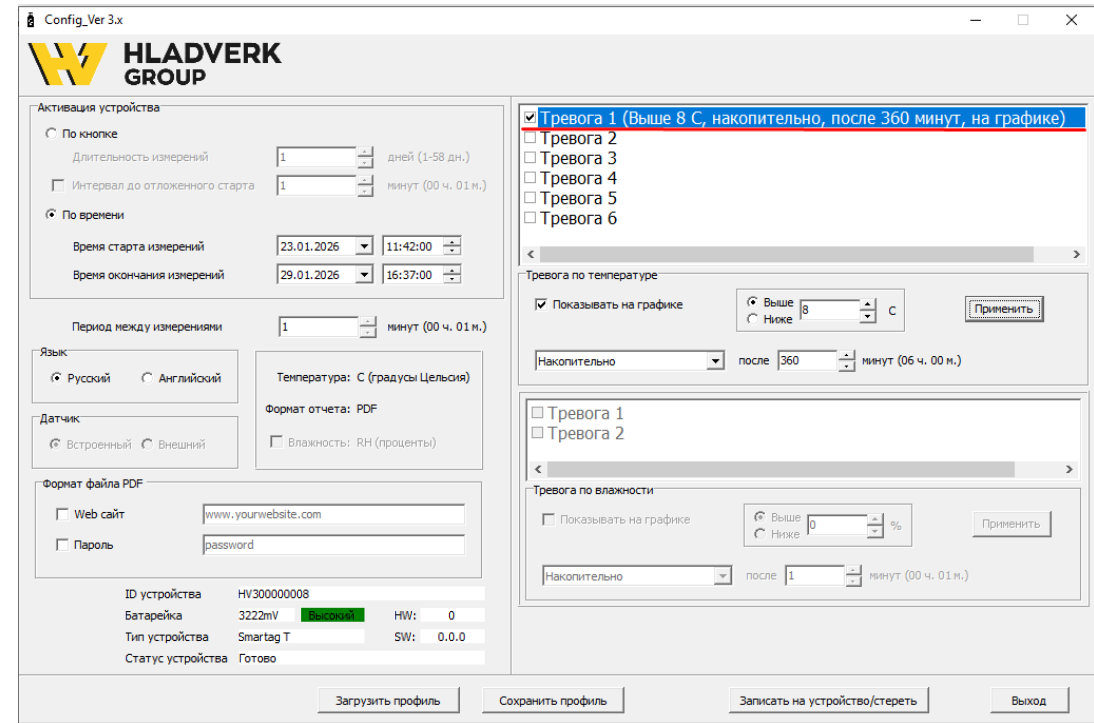 Config_Ver 3.x
HLADVERK
GROUP
Активация устройства
По кнопке
Длительность измерений 1 дней (1-58 дн.)
Интервал до отложенного старта 1 минут (00 ч. 01 м.)
По времени
Время старта измерений 23.01.2026 11:42:00
Время окончания измерений 29.01.2026 16:37:00
Период между измерениями 1 минут (00 ч. 01 м.)
Язык
Русский Английский
Датчик
Встроенный Внешний
Температура: C (градусы Цельсия)
Формат отчета: PDF
Влажность: RH (проценты)
Формат файла PDF
Web сайт www.yourwebsite.com
Пароль password
ID устройства HV300000008
Батарейка 3222mV Высокий HW: 0
Тип устройства Smartag T SW: 0.0.0
Статус устройства Готово
Тревога 1 (Выше 8 C, накопительно, после 360 минут, на графике)
Тревога 2
Тревога 3
Тревога 4
Тревога 5
Тревога 6
Тревога по температуре
Показывать на графике Выше 8 C Применить
Ниже
Накопительно после 360 минут (06 ч. 00 м.)
Тревога 1
Тревога 2
Тревога по влажности
Показывать на графике Выше 0 % Применить
Ниже
Накопительно после 1 минут (00 ч. 01 м.)
Загрузить профиль Сохранить профиль Записать на устройство/стереть Выход